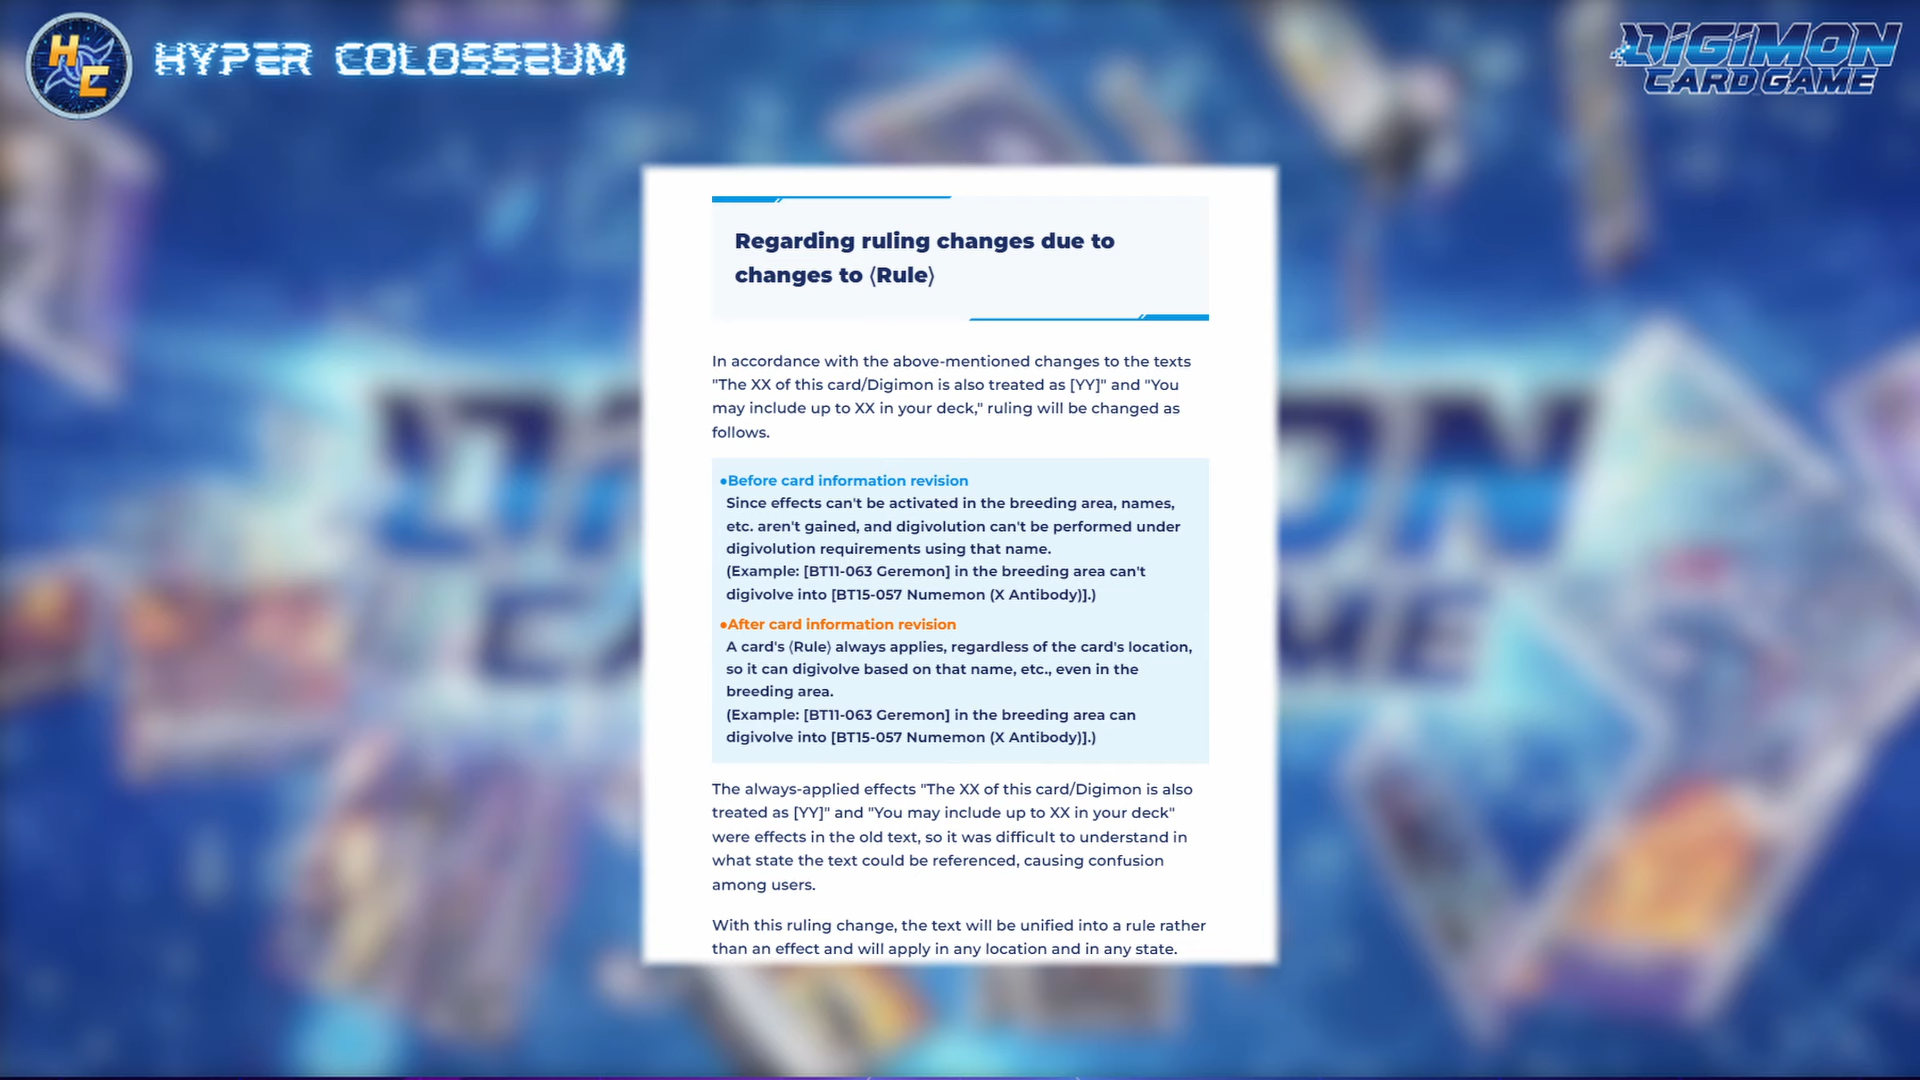 HC
HYPER COLOSSEUM
DIGIMON
CARD GAME
Regarding ruling changes due to
changes to ⟨Rule⟩
In accordance with the above-mentioned changes to the texts
"The XX of this card/Digimon is also treated as [YY]" and "You
may include up to XX in your deck," ruling will be changed as
follows.
●Before card information revision
Since effects can't be activated in the breeding area, names,
etc. aren't gained, and digivolution can't be performed under
digivolution requirements using that name.
(Example: [BT11-063 Geremon] in the breeding area can't
digivolve into [BT15-057 Numemon (X Antibody)].)
●After card information revision
A card's ⟨Rule⟩ always applies, regardless of the card's location,
so it can digivolve based on that name, etc., even in the
breeding area.
(Example: [BT11-063 Geremon] in the breeding area can
digivolve into [BT15-057 Numemon (X Antibody)].)
The always-applied effects "The XX of this card/Digimon is also
treated as [YY]" and "You may include up to XX in your deck"
were effects in the old text, so it was difficult to understand in
what state the text could be referenced, causing confusion
among users.
With this ruling change, the text will be unified into a rule rather
than an effect and will apply in any location and in any state.